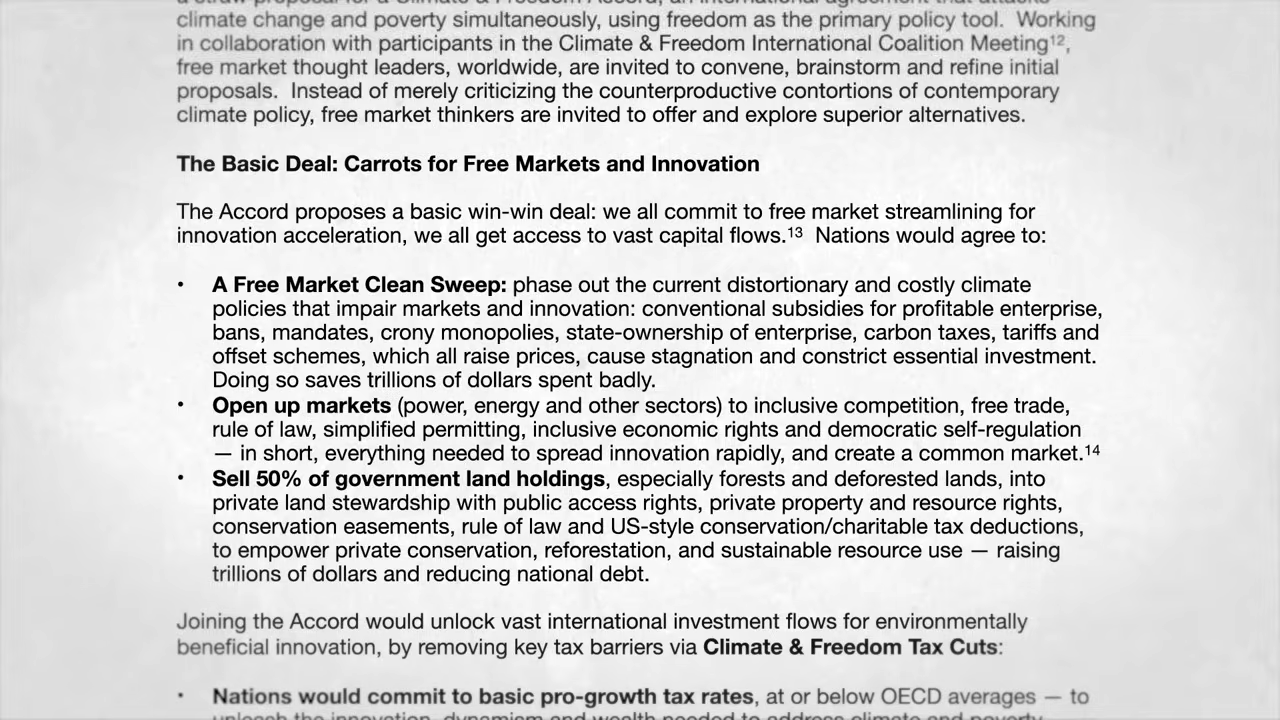 climate change and poverty simultaneously, using freedom as the primary policy tool.  Working
in collaboration with participants in the Climate & Freedom International Coalition Meeting¹²,
free market thought leaders, worldwide, are invited to convene, brainstorm and refine initial
proposals.  Instead of merely criticizing the counterproductive contortions of contemporary
climate policy, free market thinkers are invited to offer and explore superior alternatives.
The Basic Deal: Carrots for Free Markets and Innovation
The Accord proposes a basic win-win deal: we all commit to free market streamlining for
innovation acceleration, we all get access to vast capital flows.¹³  Nations would agree to:
• A Free Market Clean Sweep: phase out the current distortionary and costly climate
policies that impair markets and innovation: conventional subsidies for profitable enterprise,
bans, mandates, crony monopolies, state-ownership of enterprise, carbon taxes, tariffs and
offset schemes, which all raise prices, cause stagnation and constrict essential investment.
Doing so saves trillions of dollars spent badly.
• Open up markets (power, energy and other sectors) to inclusive competition, free trade,
rule of law, simplified permitting, inclusive economic rights and democratic self-regulation
— in short, everything needed to spread innovation rapidly, and create a common market.¹⁴
• Sell 50% of government land holdings, especially forests and deforested lands, into
private land stewardship with public access rights, private property and resource rights,
conservation easements, rule of law and US-style conservation/charitable tax deductions,
to empower private conservation, reforestation, and sustainable resource use — raising
trillions of dollars and reducing national debt.
Joining the Accord would unlock vast international investment flows for environmentally
beneficial innovation, by removing key tax barriers via Climate & Freedom Tax Cuts:
• Nations would commit to basic pro-growth tax rates, at or below OECD averages — to